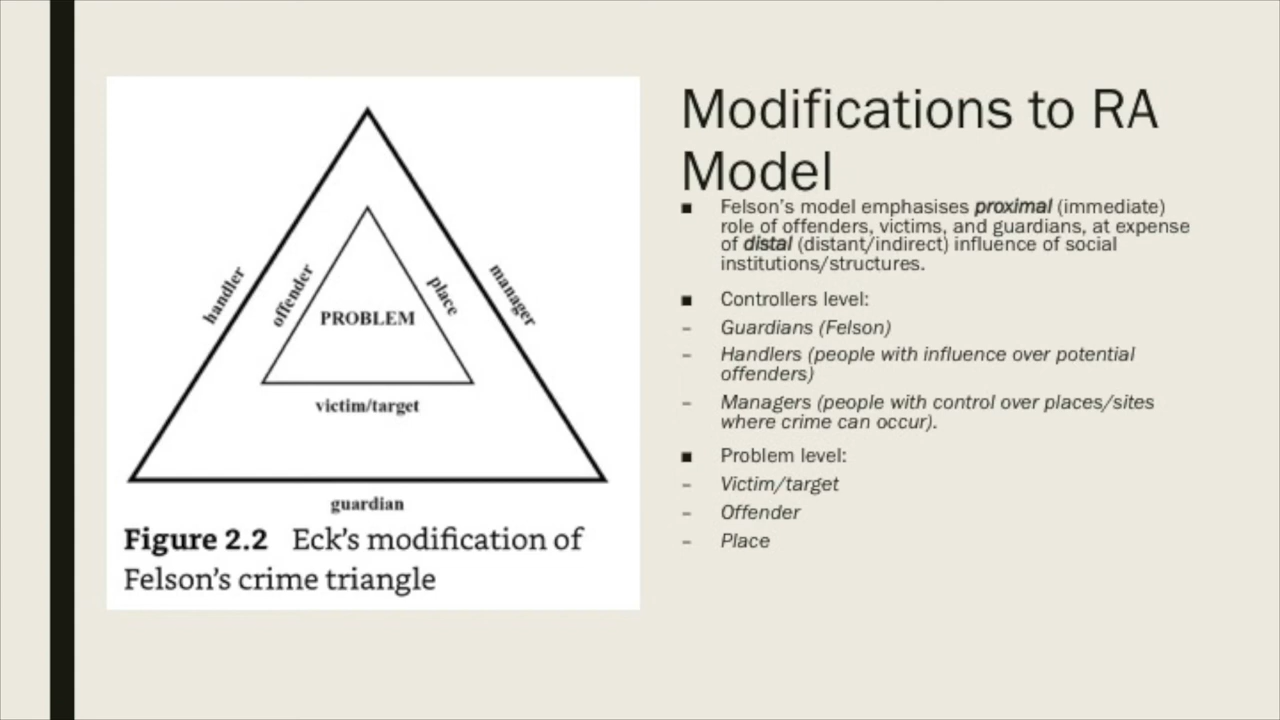 handler
offender
PROBLEM
place
manager
victim/target
guardian
Figure 2.2 Eck’s modification of
Felson’s crime triangle
Modifications to RA
Model
■ Felson’s model emphasises proximal (immediate)
role of offenders, victims, and guardians, at expense
of distal (distant/indirect) influence of social
institutions/structures.
■ Controllers level:
– Guardians (Felson)
– Handlers (people with influence over potential
offenders)
– Managers (people with control over places/sites
where crime can occur).
■ Problem level:
– Victim/target
– Offender
– Place